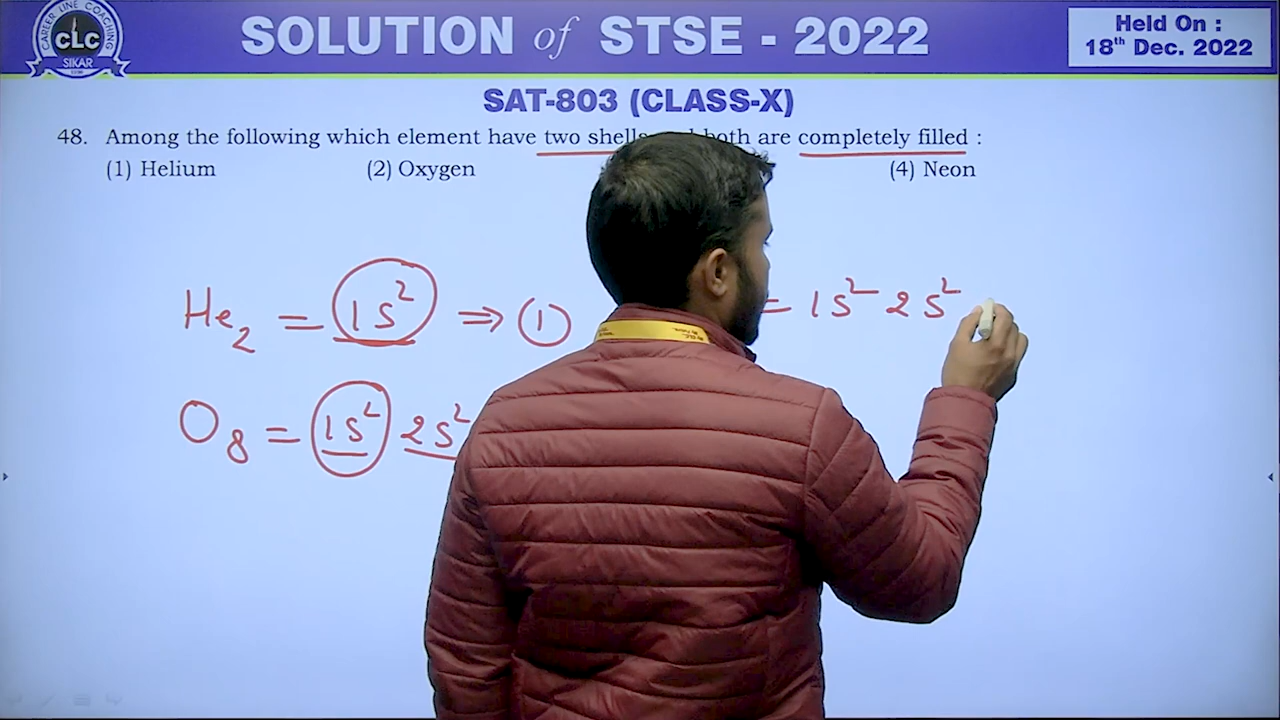 CAREER LINE COACHING
CLC
SIKAR
SOLUTION of STSE - 2022
Held On :
18th Dec. 2022
SAT-803 (CLASS-X)
48. Among the following which element have two shells and both are completely filled :
(1) Helium (2) Oxygen (4) Neon
He₂ = 1s² ⇒ ① = 1s² 2s²
O₈ = 1s² 2s²